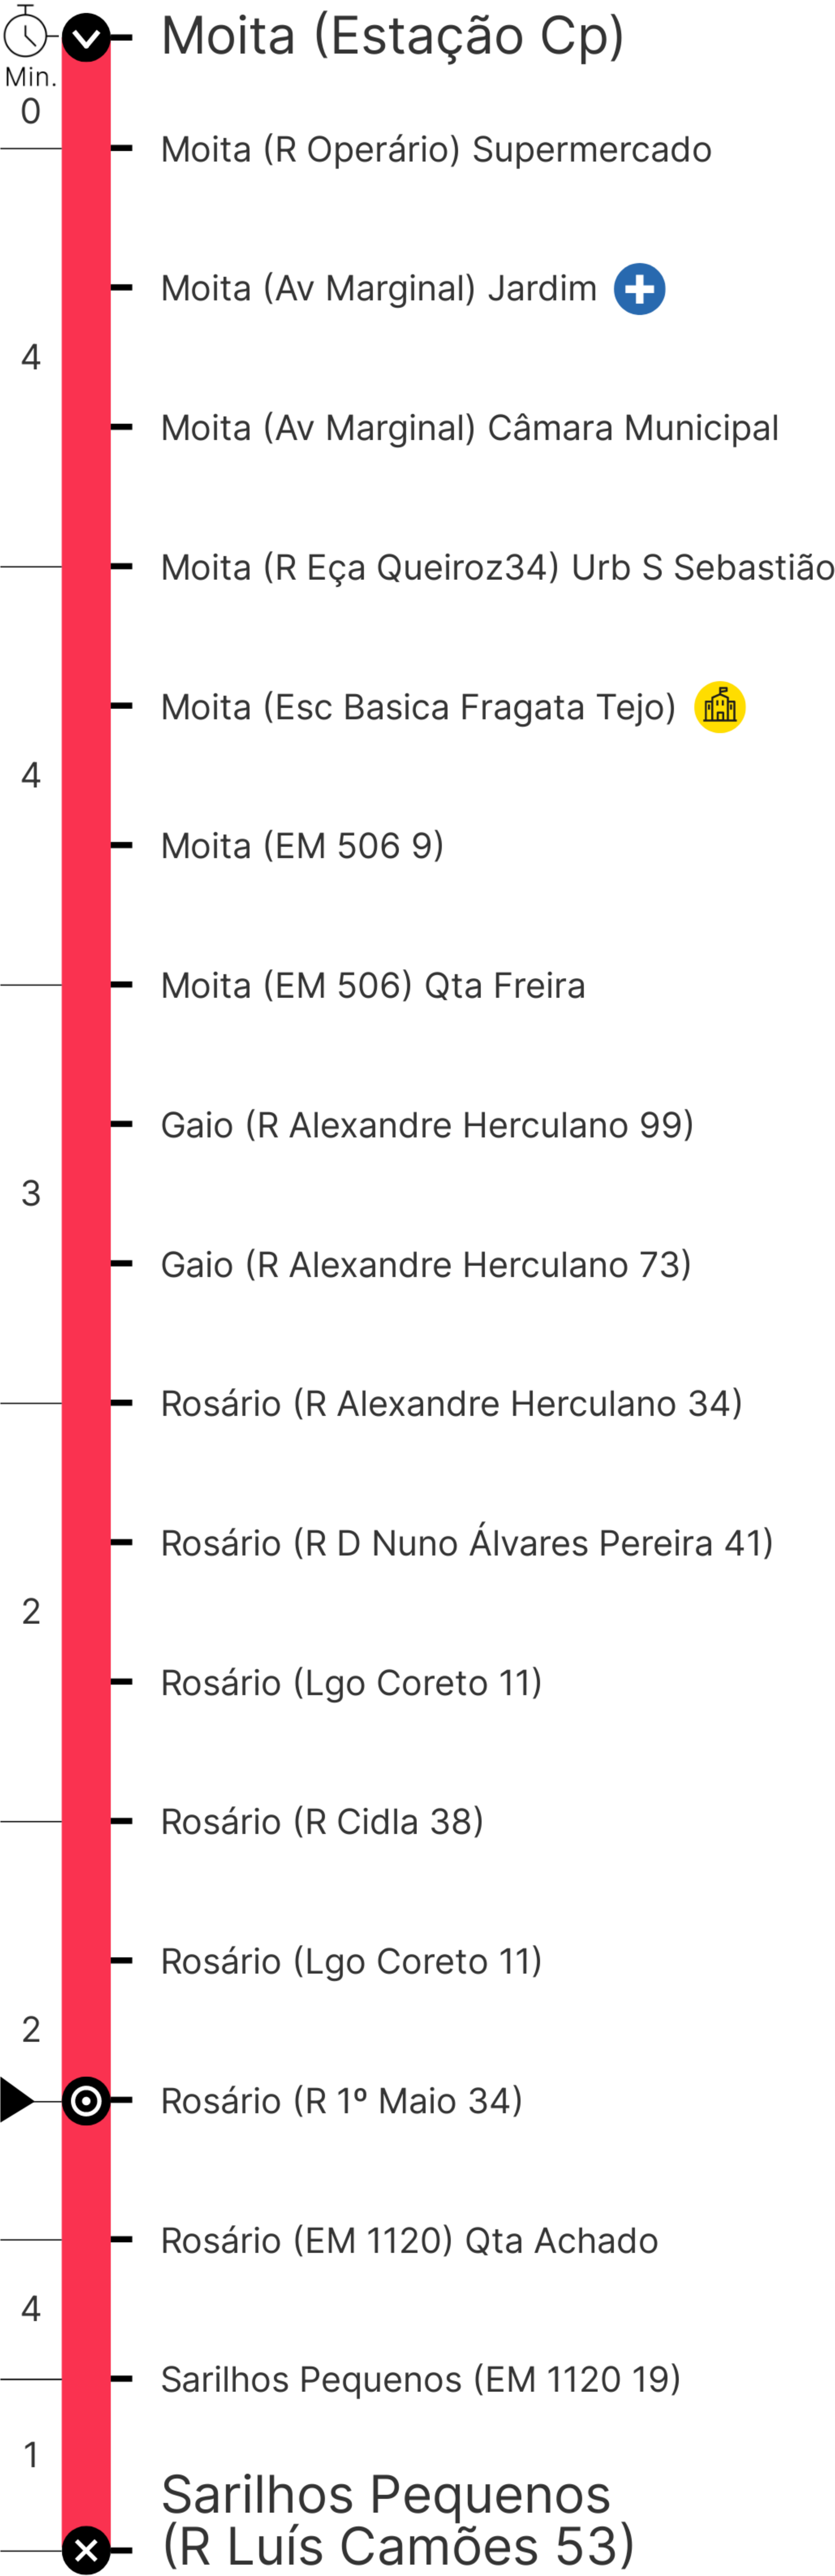 Moita (Estação Cp)
Min.
0
Moita (R Operário) Supermercado
Moita (Av Marginal) Jardim
4
Moita (Av Marginal) Câmara Municipal
Moita (R Eça Queiroz34) Urb S Sebastião
Moita (Esc Basica Fragata Tejo)
4
Moita (EM 506 9)
Moita (EM 506) Qta Freira
Gaio (R Alexandre Herculano 99)
3
Gaio (R Alexandre Herculano 73)
Rosário (R Alexandre Herculano 34)
Rosário (R D Nuno Álvares Pereira 41)
2
Rosário (Lgo Coreto 11)
Rosário (R Cidla 38)
Rosário (Lgo Coreto 11)
2
Rosário (R 1º Maio 34)
Rosário (EM 1120) Qta Achado
4
Sarilhos Pequenos (EM 1120 19)
1
Sarilhos Pequenos
(R Luís Camões 53)